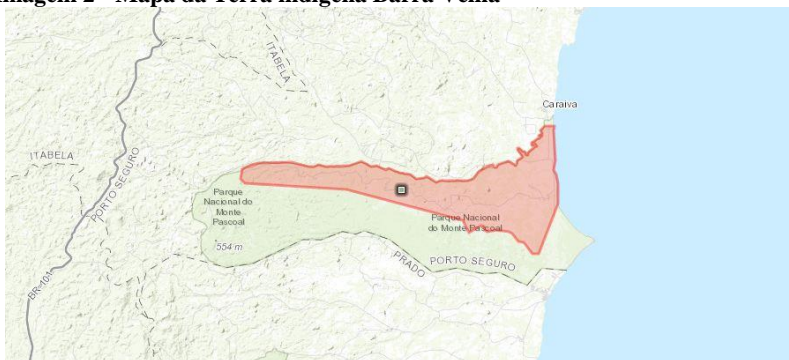 Imagem 2 - Mapa da Terra indígena Barra Velha
ITABELA
Caraiva
ITABELA
PORTO SEGURO
Parque
Nacional do
Monte
Pascoal
Parque Nacional
do Monte Pascoal
554 m
PRADO
PORTO SEGURO
BR-101